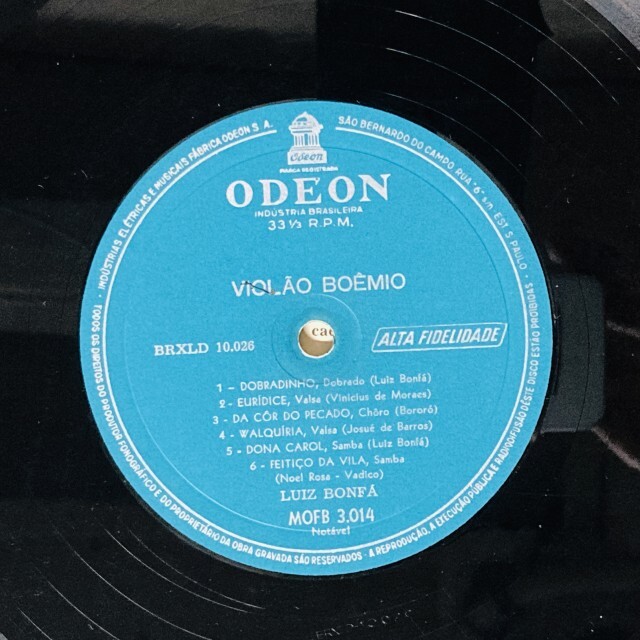 INDÚSTRIAS ELÉTRICAS E MUSICAIS FÁBRICA ODEON S. A.
SÃO BERNARDO DO CAMPO RUA "6" s/n. EST. S. PAULO -
Odeon
MARCA REGISTRADA
ODEON
INDÚSTRIA BRASILEIRA
33 1/3 R.P.M.
VIOLÃO BOÊMIO
BRXLD 10.026
ALTA FIDELIDADE
1 - DOBRADINHO, Dobrado (Luiz Bonfá)
2 - EURÍDICE, Valsa (Vinicius de Moraes)
3 - DA CÔR DO PECADO, Chôro (Bororó)
4 - WALQUÍRIA, Valsa (Josué de Barros)
5 - DONA CAROL, Samba (Luiz Bonfá)
6 - FEITIÇO DA VILA, Samba
(Noel Rosa - Vadico)
LUIZ BONFÁ
MOFB 3.014
Notável
TODOS OS DIREITOS DO PRODUTOR FONOGRÁFICO E DO PROPRIETÁRIO DA OBRA GRAVADA SÃO RESERVADOS - A REPRODUÇÃO, A EXECUÇÃO PÚBLICA E RADIODIFUSÃO DÊSTE DISCO ESTÃO PROIBIDAS